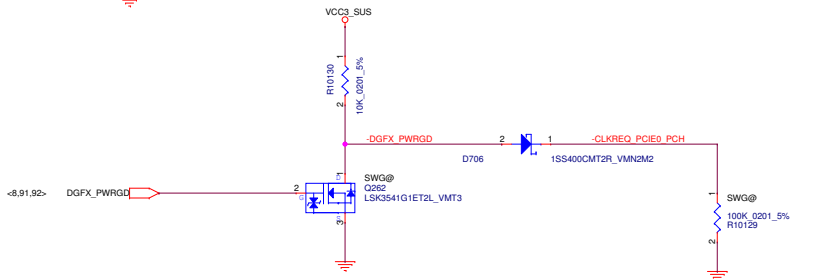 VCC3_SUS
1
R10130
10K_0201_5%
2
-DGFX_PWRGD
2
1
-CLKREQ_PCIE0_PCH
D706
1SS400CMT2R_VMN2M2
<8,91,92>
DGFX_PWRGD
2
G
1
D
SWG@
Q262
LSK3541G1ET2L_VMT3
S
3
1
SWG@
100K_0201_5%
R10129
2